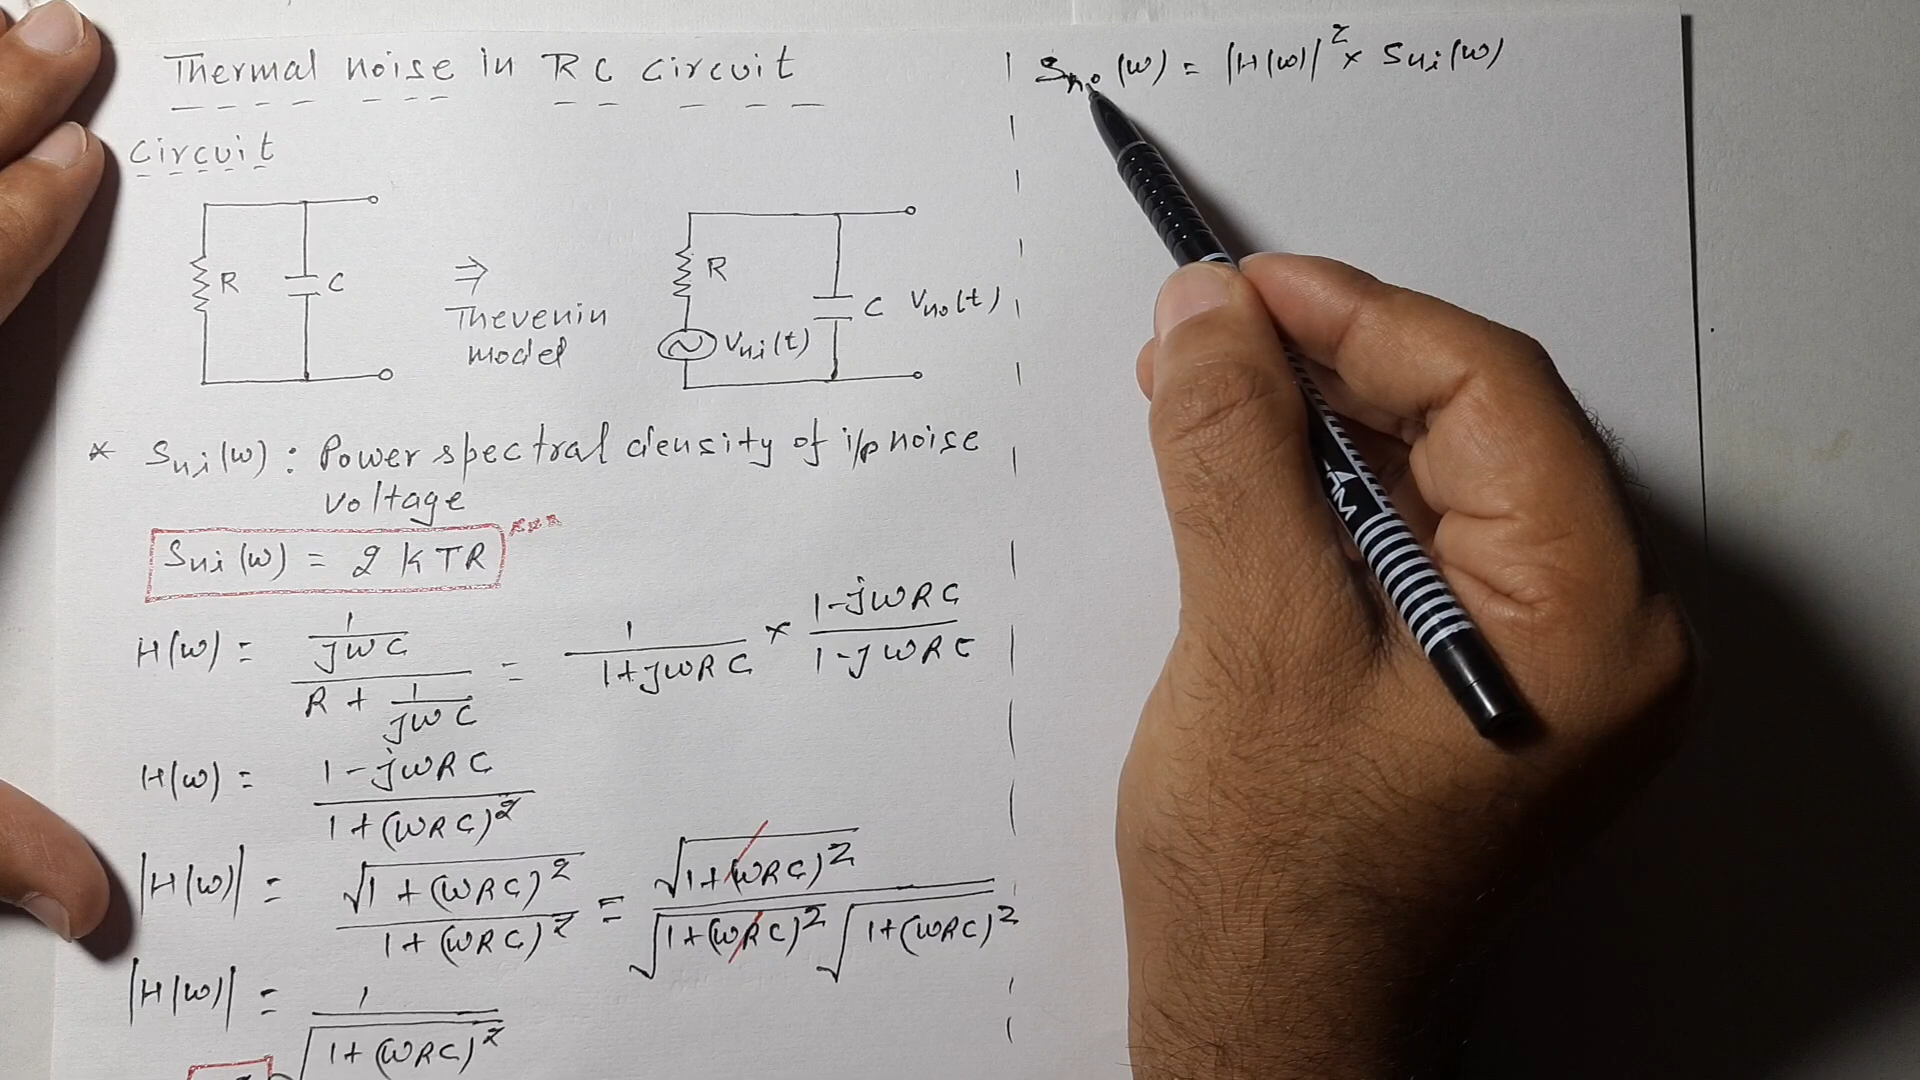 Thermal noise in RC circuit
circuit
R
C
⇒
Thevenin
model
R
Vni(t)
C
Vno(t)
* Sni(ω) : Power spectral density of i/p noise
voltage
Sni(ω) = 2 KTR
H(ω) = (1/jωC) / (R + 1/jωC) = 1/(1+jωRC) × (1-jωRC)/(1-jωRC)
H(ω) = (1-jωRC) / (1+(ωRC)²)
|H(ω)| = √(1+(ωRC)²) / (1+(ωRC)²) = √(1+(ωRC)²) / (√(1+(ωRC)²) √(1+(ωRC)²))
|H(ω)| = 1 / √(1+(ωRC)²)
Sno(ω) = |H(ω)|² × Sni(ω)